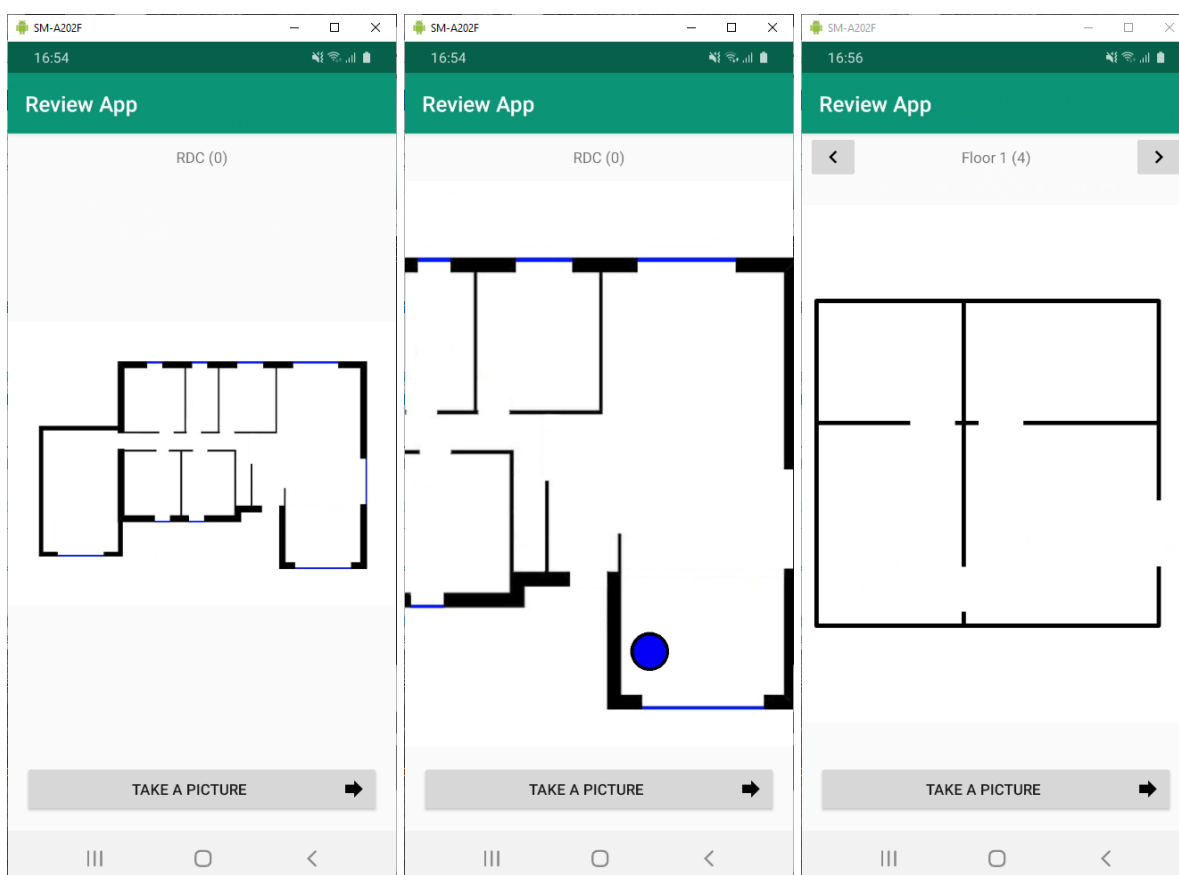 SM-A202F
16:54
Review App
RDC (0)
TAKE A PICTURE
SM-A202F
16:54
Review App
RDC (0)
TAKE A PICTURE
SM-A202F
16:56
Review App
Floor 1 (4)
TAKE A PICTURE